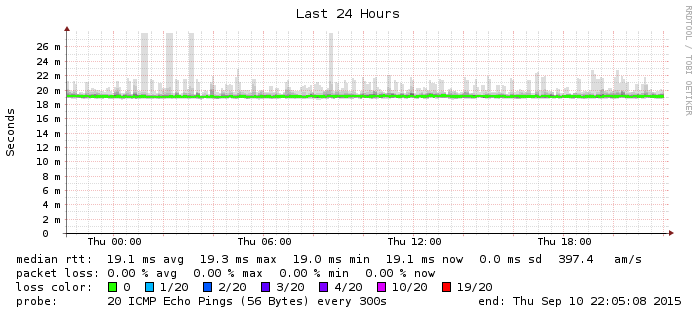 Last 24 Hours
RRDTOOL / TOBI OETIKER
Seconds
26 m
24 m
22 m
20 m
18 m
16 m
14 m
12 m
10 m
8 m
6 m
4 m
2 m
0
Thu 00:00 Thu 06:00 Thu 12:00 Thu 18:00
median rtt: 19.1 ms avg 19.3 ms max 19.0 ms min 19.1 ms now 0.0 ms sd 397.4 am/s
packet loss: 0.00 % avg 0.00 % max 0.00 % min 0.00 % now
loss color: 0 1/20 2/20 3/20 4/20 10/20 19/20
probe: 20 ICMP Echo Pings (56 Bytes) every 300s end: Thu Sep 10 22:05:08 2015